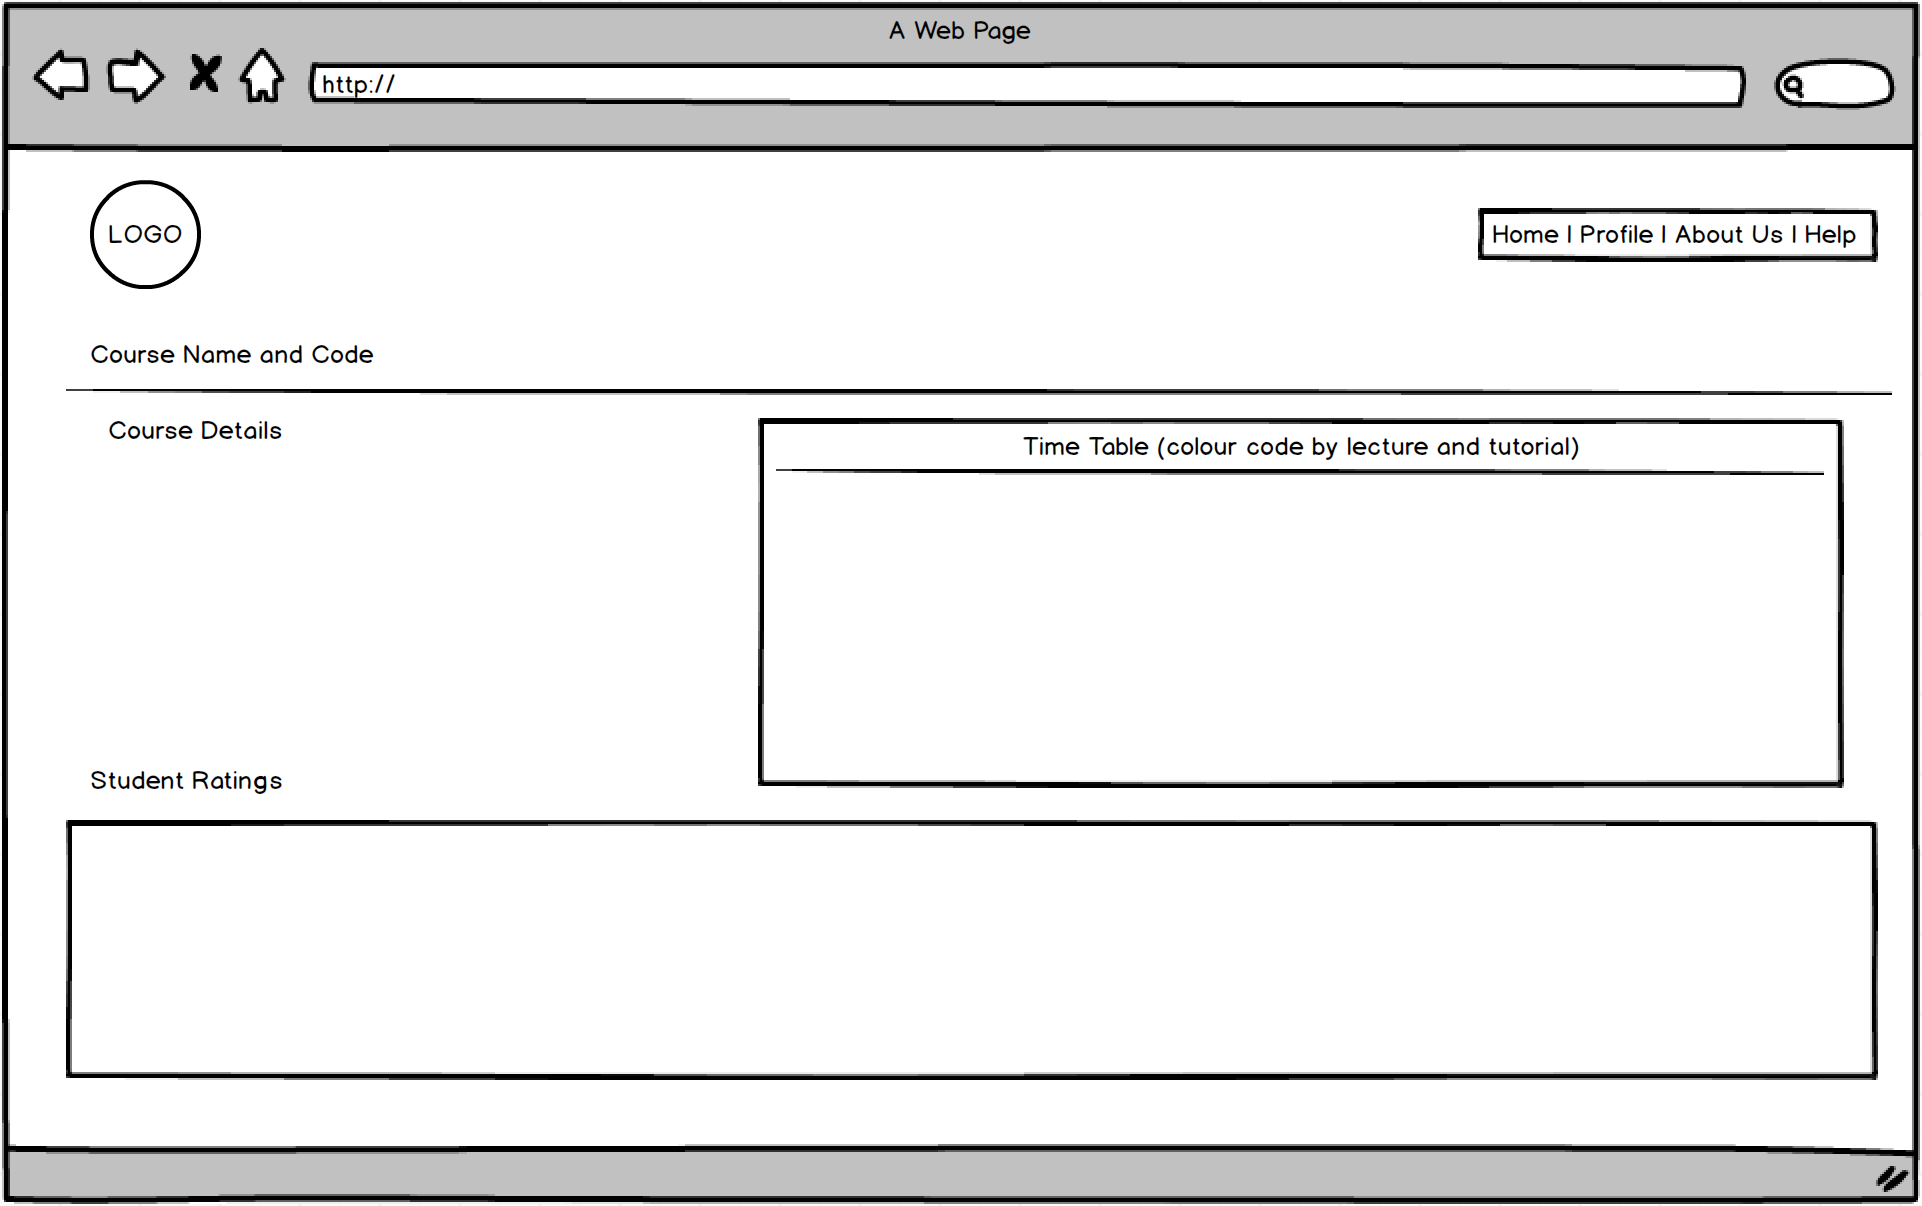 A Web Page
http://
LOGO
Home | Profile | About Us | Help
Course Name and Code
Course Details
Time Table (colour code by lecture and tutorial)
Student Ratings